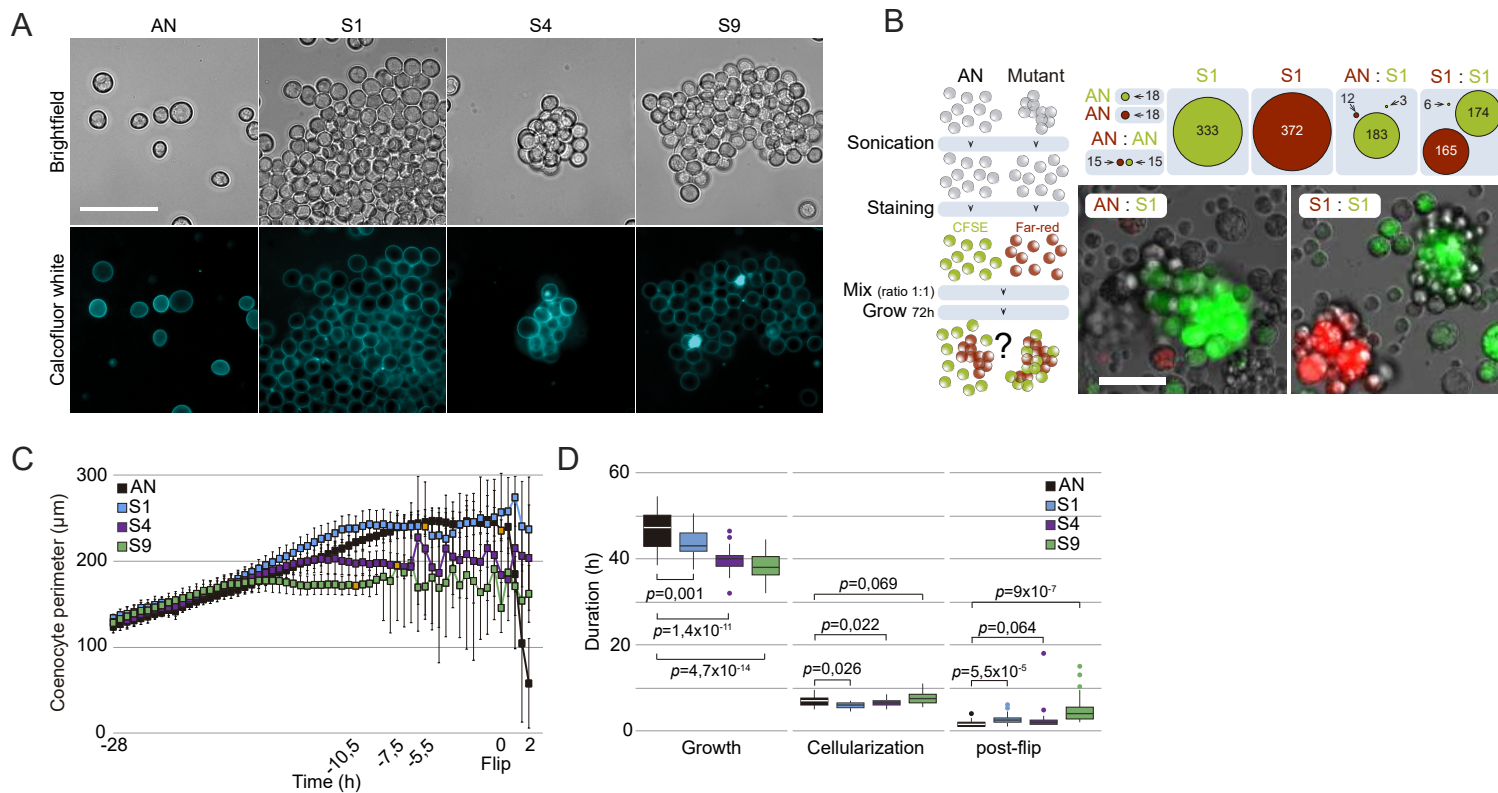 A
AN
S1
S4
S9
Brightfield
Calcofluor white
B
AN
Mutant
Sonication
Staining
CFSE
Far-red
Mix (ratio 1:1)
Grow 72h
?
S1
S1
AN : S1
S1 : S1
AN
18
AN
18
AN : AN
15
15
333
372
12
3
183
6
174
165
AN : S1
S1 : S1
C
Coenocyte perimeter (µm)
300
200
100
0
AN
S1
S4
S9
-28
-10,5
-7,5
-5,5
0
2
Flip
Time (h)
D
Duration (h)
60
40
20
0
AN
S1
S4
S9
p=0,001
p=1,4x10⁻¹¹
p=4,7x10⁻¹⁴
p=0,069
p=0,022
p=0,026
p=9x10⁻⁷
p=0,064
p=5,5x10⁻⁵
Growth
Cellularization
post-flip